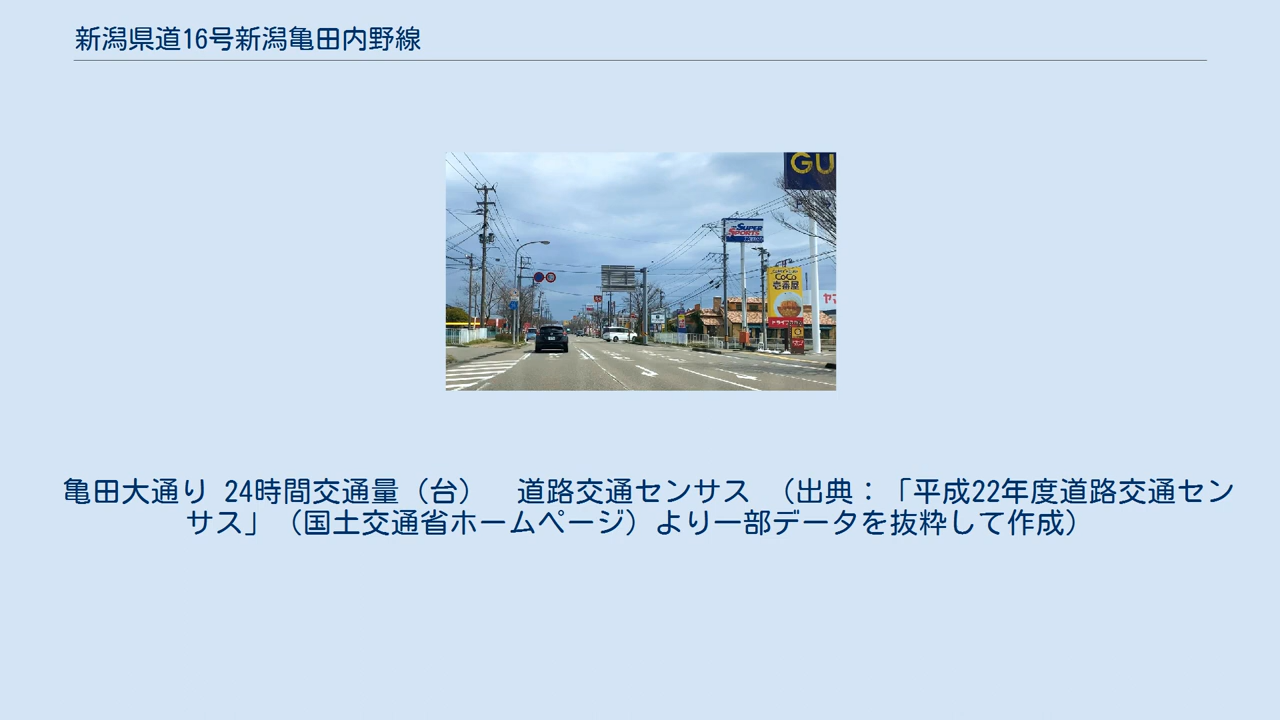 新潟県道16号新潟亀田内野線
GU
SUPER
SPORTS
CoCo
壱番屋
亀田大通り 24時間交通量（台）　道路交通センサス （出典：「平成22年度道路交通セン
サス」（国土交通省ホームページ）より一部データを抜粋して作成）